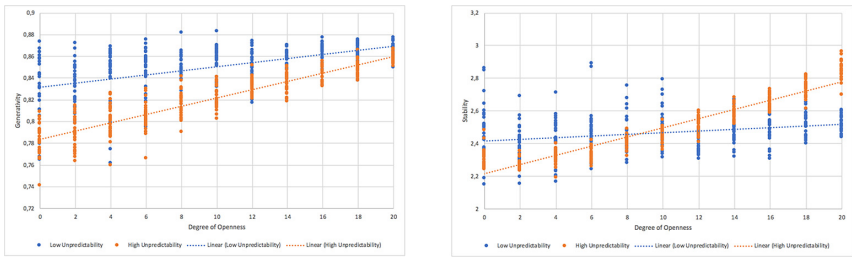 0,9
0,88
0,86
0,84
0,82
0,8
0,78
0,76
0,74
0,72
Generativity
0 2 4 6 8 10 12 14 16 18 20
Degree of Openness
Low Unpredictability High Unpredictability Linear (Low Unpredictability) Linear (High Unpredictability)
3,2
3
2,8
2,6
2,4
2,2
2
Stability
0 2 4 6 8 10 12 14 16 18 20
Degree of Openness
Low Unpredictability High Unpredictability Linear (Low Unpredictability) Linear (High Unpredictability)